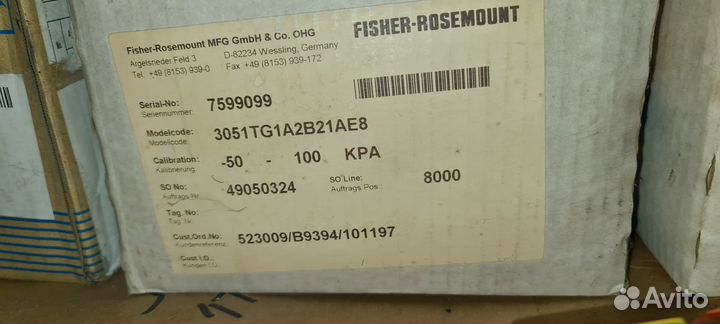 Fisher-Rosemount MFG GmbH & Co. OHG
Argelsrieder Feld 3 D-82234 Wessling, Germany
Tel. +49 (8153) 939-0 Fax +49 (8153) 939-172
FISHER-ROSEMOUNT
Serial-No: 7599099
Seriennummer:
Modelcode: 3051TG1A2B21AE8
Modelcode:
Calibration: -50 - 100 KPA
Kalibrierung
SO No: 49050324 SO Line: 8000
Auftrags-Nr. Auftrags Pos.:
Tag. No:
Tag. Nr.
Cust.Ord.No: 523009/B9394/101197
Kundenreferenz
Cust I.D.:
Kunden I.D.
Avito